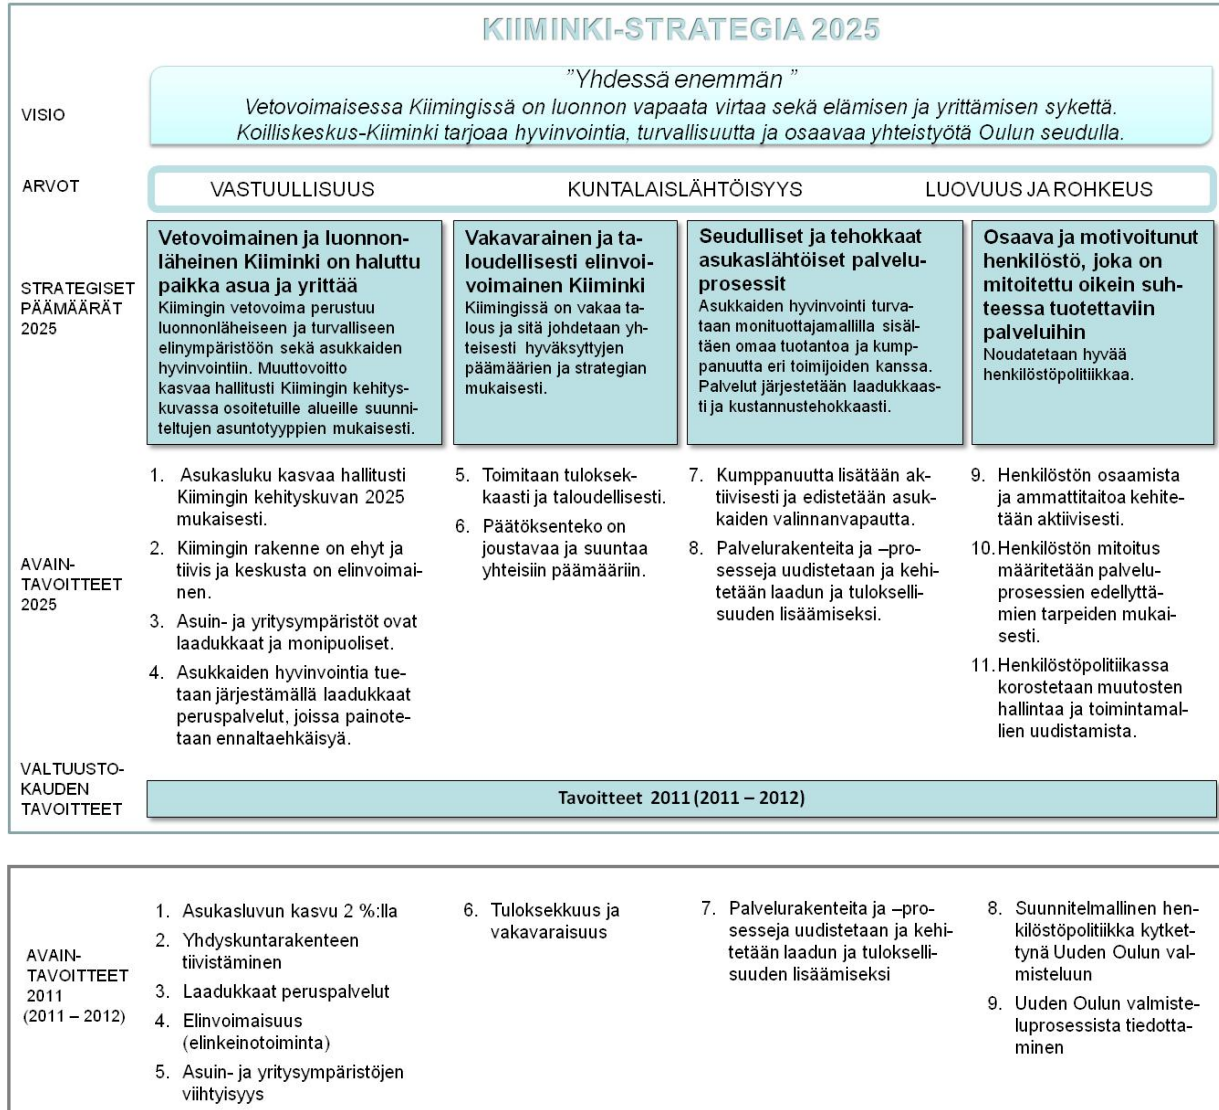 KIIMINKI-STRATEGIA 2025
VISIO
”Yhdessä enemmän ”
Vetovoimaisessa Kiimingissä on luonnon vapaata virtaa sekä elämisen ja yrittämisen sykettä.
Koilliskeskus-Kiiminki tarjoaa hyvinvointia, turvallisuutta ja osaavaa yhteistyötä Oulun seudulla.
ARVOT
VASTUULLISUUS
KUNTALAISLÄHTÖISYYS
LUOVUUS JA ROHKEUS
STRATEGISET
PÄÄMÄÄRÄT
2025
Vetovoimainen ja luonnon-
läheinen Kiiminki on haluttu
paikka asua ja yrittää
Kiimingin vetovoima perustuu
luonnonläheiseen ja turvalliseen
elinympäristöön sekä asukkaiden
hyvinvointiin. Muuttovoitto
kasvaa hallitusti Kiimingin kehitys-
kuvassa osoitetuille alueille suunni-
teltujen asuntotyyppien mukaisesti.
Vakavarainen ja ta-
loudellisesti elinvoi-
voimainen Kiiminki
Kiimingissä on vakaa ta-
lous ja sitä johdetaan yh-
teisesti hyväksyttyjen
päämäärien ja strategian
mukaisesti.
Seudulliset ja tehokkaat
asukaslähtöiset palvelu-
prosessit
Asukkaiden hyvinvointi turva-
taan monituottajamallilla sisäl-
täen omaa tuotantoa ja kump-
panuutta eri toimijoiden kanssa.
Palvelut järjestetään laadukkaas-
ti ja kustannustehokkaasti.
Osaava ja motivoitunut
henkilöstö, joka on
mitoitettu oikein suh-
teessa tuotettaviin
palveluihin
Noudatetaan hyvää
henkilöstöpolitiikkaa.
AVAIN-
TAVOITTEET
2025
1. Asukasluku kasvaa hallitusti
Kiimingin kehityskuvan 2025
mukaisesti.
2. Kiimingin rakenne on ehyt ja
tiivis ja keskusta on elinvoimai-
nen.
3. Asuin- ja yritysympäristöt ovat
laadukkaat ja monipuoliset.
4. Asukkaiden hyvinvointia tue-
taan järjestämällä laadukkaat
peruspalvelut, joissa painote-
taan ennaltaehkäisyä.
5. Toimitaan tuloksek-
kaasti ja taloudellisesti.
6. Päätöksenteko on
joustavaa ja suuntaa
yhteisiin päämääriin.
7. Kumppanuutta lisätään ak-
tiivisesti ja edistetään asuk-
kaiden valinnanvapautta.
8. Palvelurakenteita ja –pro-
sesseja uudistetaan ja kehi-
tetään laadun ja tuloksel­li-
suuden lisäämiseksi.
9. Henkilöstön osaamista
ja ammattitaitoa kehite-
tään aktiivisesti.
10. Henkilöstön mitoitus
määritetään palvelu-
prosessien edellyttä-
mien tarpeiden mukai-
sesti.
11. Henkilöstöpolitiikassa
korostetaan muutosten
hallintaa ja toimintamal-
lien uudistamista.
VALTUUSTO-
KAUDEN
TAVOITTEET
Tavoitteet 2011 (2011 – 2012)
AVAIN-
TAVOITTEET
2011
(2011 – 2012)
1. Asukasluvun kasvu 2 %:lla
2. Yhdyskuntarakenteen
tiivistäminen
3. Laadukkaat peruspalvelut
4. Elinvoimaisuus
(elinkeinotoiminta)
5. Asuin- ja yritysympäristöjen
viihtyisyys
6. Tuloksekkuus ja
vakavaraisuus
7. Palvelurakenteita ja –pro-
sesseja uudistetaan ja kehi-
tetään laadun ja tulokselli-
suuden lisäämiseksi
8. Suunnitelmallinen hen-
kilöstöpolitiikka kytket-
tynä Uuden Oulun val-
misteluun
9. Uuden Oulun valmiste-
luprosessista tiedotta-
minen